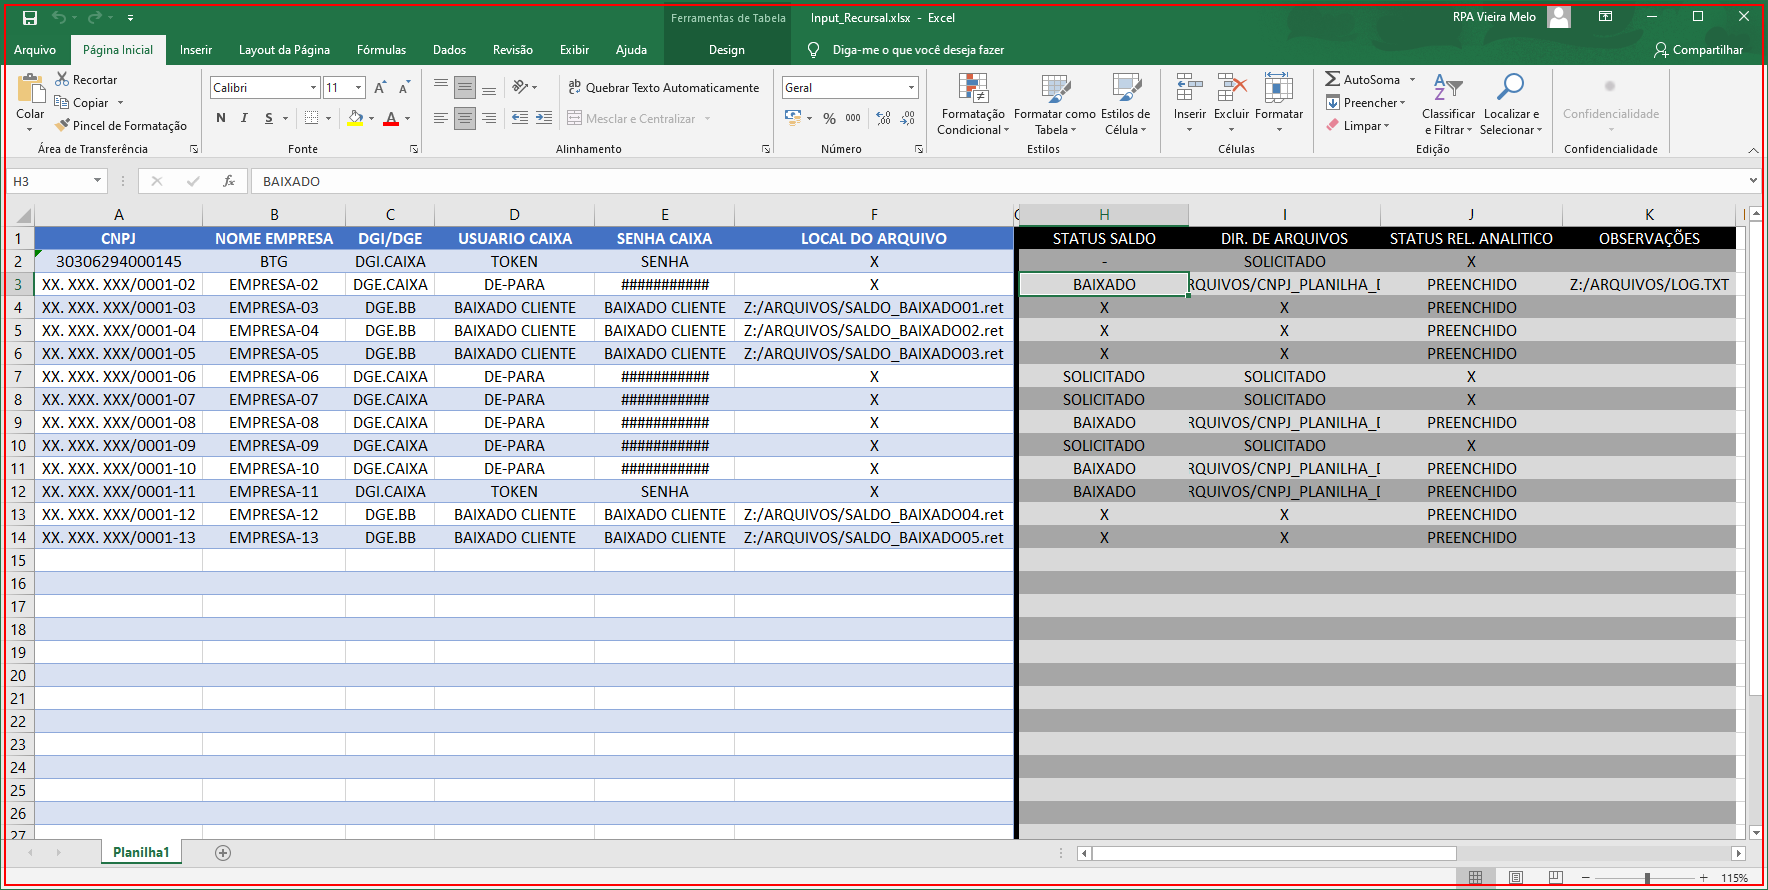 Ferramentas de Tabela
Input_Recursal.xlsx - Excel
RPA Vieira Melo
Arquivo Página Inicial Inserir Layout da Página Fórmulas Dados Revisão Exibir Ajuda Design Diga-me o que você deseja fazer Compartilhar
Colar
Recortar
Copiar
Pincel de Formatação
Área de Transferência
Calibri 11
N I S
Fonte
Quebrar Texto Automaticamente
Mesclar e Centralizar
Alinhamento
Geral
% 000
Número
Formatação Condicional
Formatar como Tabela
Estilos de Célula
Estilos
Inserir Excluir Formatar
Células
AutoSoma
Preencher
Limpar
Classificar e Filtrar
Localizar e Selecionar
Edição
Confidencialidade
Confidencialidade
H3 fx BAIXADO
A B C D E F H I J K
1 CNPJ NOME EMPRESA DGI/DGE USUARIO CAIXA SENHA CAIXA LOCAL DO ARQUIVO STATUS SALDO DIR. DE ARQUIVOS STATUS REL. ANALITICO OBSERVAÇÕES
2 30306294000145 BTG DGI.CAIXA TOKEN SENHA X - SOLICITADO X
3 XX. XXX. XXX/0001-02 EMPRESA-02 DGE.CAIXA DE-PARA ########### X BAIXADO RQUIVOS/CNPJ_PLANILHA_D PREENCHIDO Z:/ARQUIVOS/LOG.TXT
4 XX. XXX. XXX/0001-03 EMPRESA-03 DGE.BB BAIXADO CLIENTE BAIXADO CLIENTE Z:/ARQUIVOS/SALDO_BAIXADO01.ret X X PREENCHIDO
5 XX. XXX. XXX/0001-04 EMPRESA-04 DGE.BB BAIXADO CLIENTE BAIXADO CLIENTE Z:/ARQUIVOS/SALDO_BAIXADO02.ret X X PREENCHIDO
6 XX. XXX. XXX/0001-05 EMPRESA-05 DGE.BB BAIXADO CLIENTE BAIXADO CLIENTE Z:/ARQUIVOS/SALDO_BAIXADO03.ret X X PREENCHIDO
7 XX. XXX. XXX/0001-06 EMPRESA-06 DGE.CAIXA DE-PARA ########### X SOLICITADO SOLICITADO X
8 XX. XXX. XXX/0001-07 EMPRESA-07 DGE.CAIXA DE-PARA ########### X SOLICITADO SOLICITADO X
9 XX. XXX. XXX/0001-08 EMPRESA-08 DGE.CAIXA DE-PARA ########### X BAIXADO RQUIVOS/CNPJ_PLANILHA_D PREENCHIDO
10 XX. XXX. XXX/0001-09 EMPRESA-09 DGE.CAIXA DE-PARA ########### X SOLICITADO SOLICITADO X
11 XX. XXX. XXX/0001-10 EMPRESA-10 DGE.CAIXA DE-PARA ########### X BAIXADO RQUIVOS/CNPJ_PLANILHA_D PREENCHIDO
12 XX. XXX. XXX/0001-11 EMPRESA-11 DGI.CAIXA TOKEN SENHA X BAIXADO RQUIVOS/CNPJ_PLANILHA_D PREENCHIDO
13 XX. XXX. XXX/0001-12 EMPRESA-12 DGE.BB BAIXADO CLIENTE BAIXADO CLIENTE Z:/ARQUIVOS/SALDO_BAIXADO04.ret X X PREENCHIDO
14 XX. XXX. XXX/0001-13 EMPRESA-13 DGE.BB BAIXADO CLIENTE BAIXADO CLIENTE Z:/ARQUIVOS/SALDO_BAIXADO05.ret X X PREENCHIDO
15
16
17
18
19
20
21
22
23
24
25
26
27
Planilha1
115%